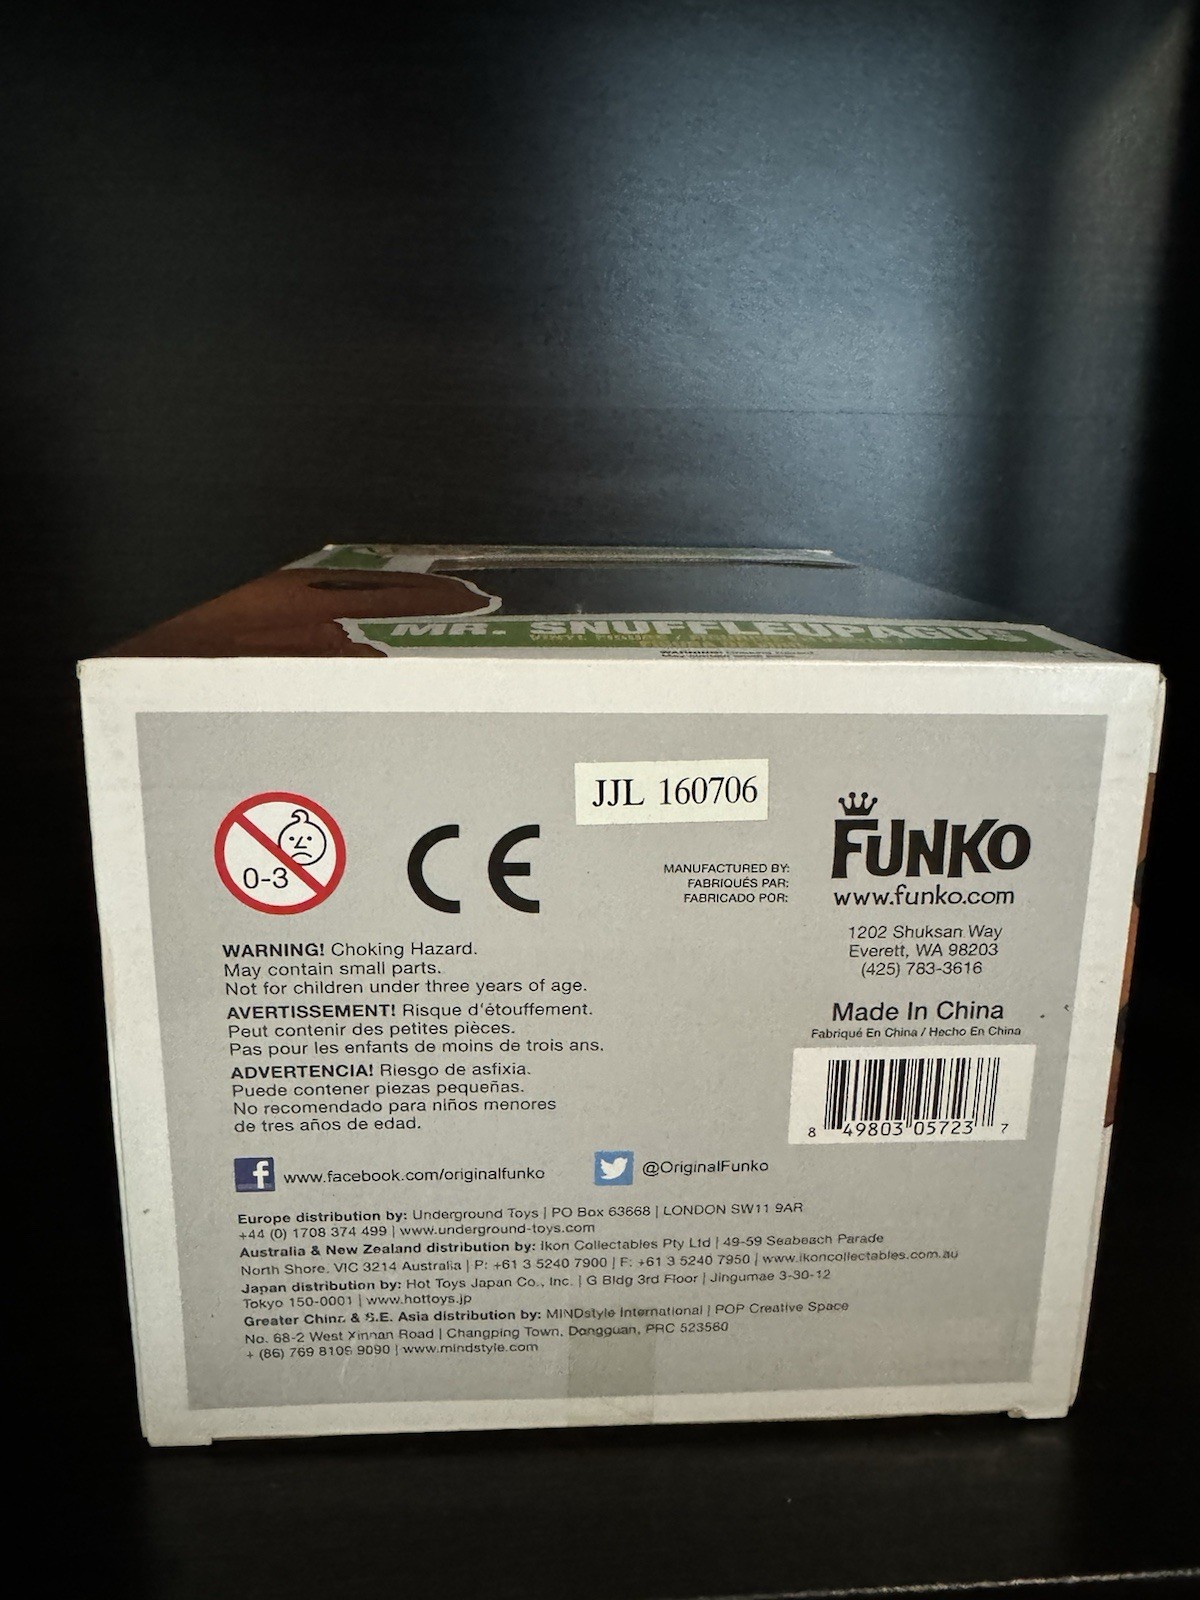 MR. SNUFFLEUPAGUS
JJL 160706
0-3
CE
MANUFACTURED BY:
FABRIQUÉS PAR:
FABRICADO POR:
FUNKO
www.funko.com
1202 Shuksan Way
Everett, WA 98203
(425) 783-3616
Made In China
Fabriqué En China / Hecho En China
8 49803 05723 7
WARNING! Choking Hazard.
May contain small parts.
Not for children under three years of age.
AVERTISSEMENT! Risque d'étouffement.
Peut contenir des petites pièces.
Pas pour les enfants de moins de trois ans.
ADVERTENCIA! Riesgo de asfixia.
Puede contener piezas pequeñas.
No recomendado para niños menores
de tres años de edad.
f www.facebook.com/originalfunko
@OriginalFunko
Europe distribution by: Underground Toys | PO Box 63668 | LONDON SW11 9AR
+44 (0) 1708 374 499 | www.underground-toys.com
Australia & New Zealand distribution by: Ikon Collectables Pty Ltd | 49-59 Seabeach Parade
North Shore, VIC 3214 Australia | P: +61 3 5240 7900 | F: +61 3 5240 7950 | www.ikoncollectables.com.au
Japan distribution by: Hot Toys Japan Co., Inc. | G Bldg 3rd Floor | Jingumae 3-30-12
Tokyo 150-0001 | www.hottoys.jp
Greater China & S.E. Asia distribution by: MINDstyle International | POP Creative Space
No. 68-2 West Xinnan Road | Changping Town, Dongguan, PRC 523560
+ (86) 769 8106 9090 | www.mindstyle.com